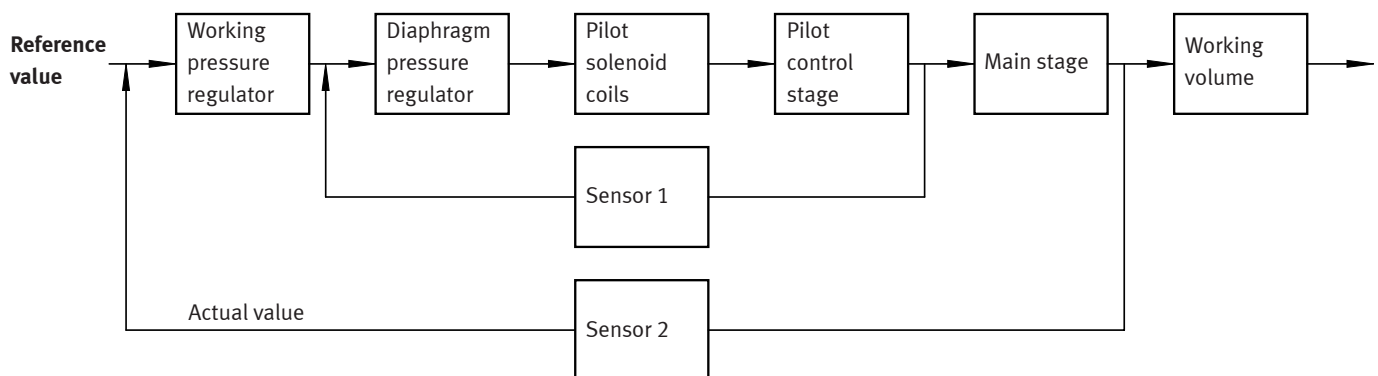 Reference
value
Working
pressure
regulator
Diaphragm
pressure
regulator
Pilot
solenoid
coils
Pilot
control
stage
Main stage
Working
volume
Sensor 1
Actual value
Sensor 2